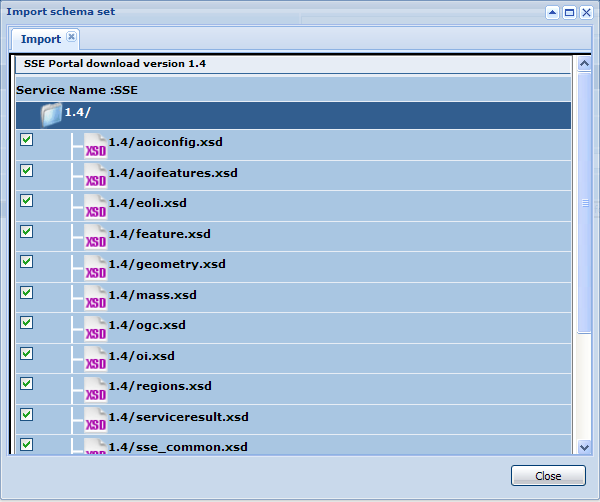 Import schema set
Import
SSE Portal download version 1.4
Service Name :SSE
1.4/
XSD 1.4/aoiconfig.xsd
XSD 1.4/aoifeatures.xsd
XSD 1.4/eoli.xsd
XSD 1.4/feature.xsd
XSD 1.4/geometry.xsd
XSD 1.4/mass.xsd
XSD 1.4/ogc.xsd
XSD 1.4/oi.xsd
XSD 1.4/regions.xsd
XSD 1.4/serviceresult.xsd
1.4/sse_common.xsd
Close